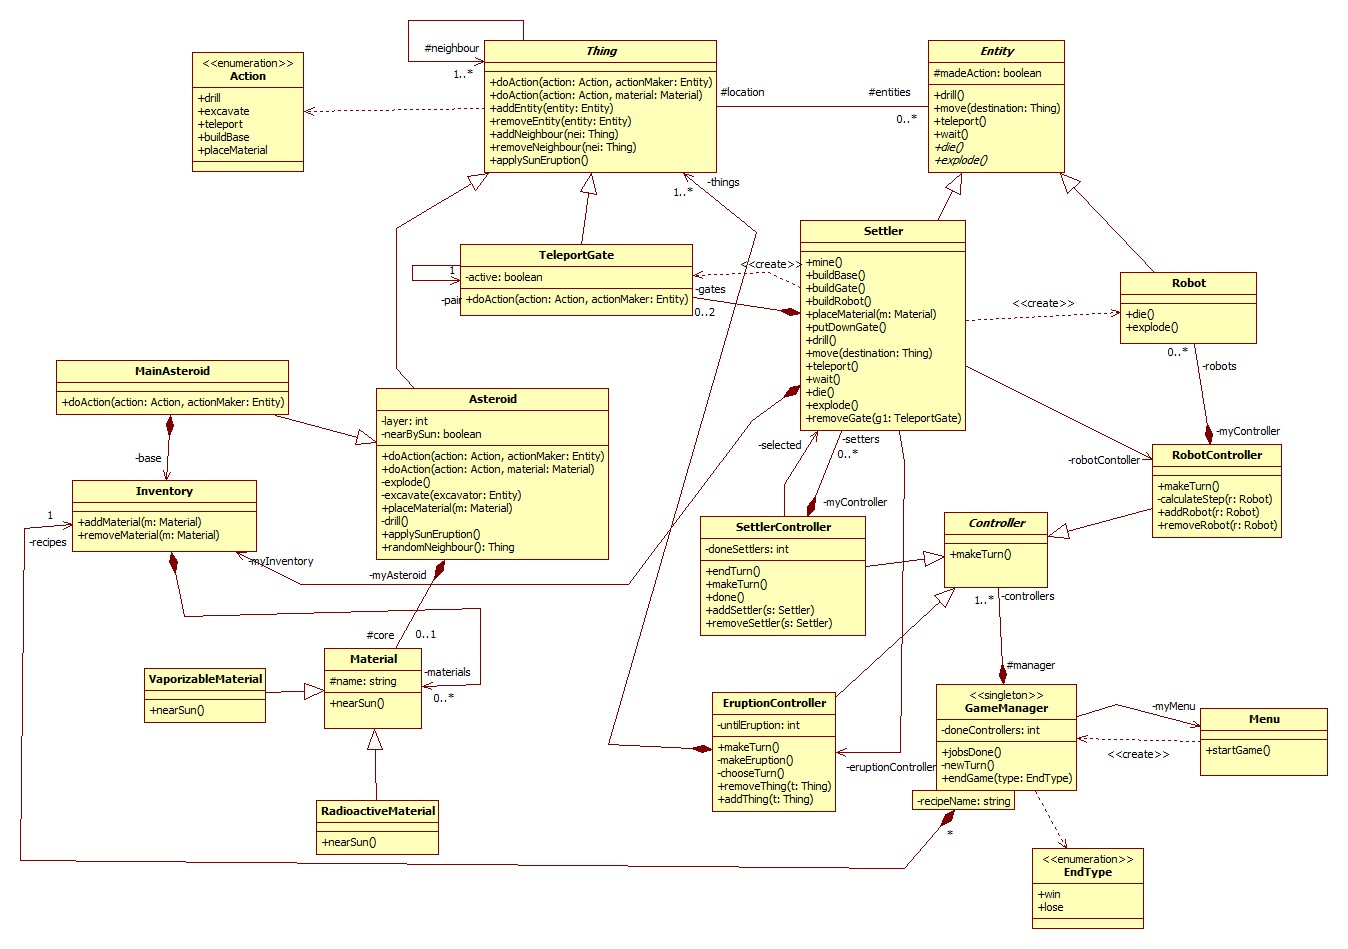 <<enumeration>>
Action
+drill
+excavate
+teleport
+buildBase
+placeMaterial
#neighbour
1..*
Thing
+doAction(action: Action, actionMaker: Entity)
+doAction(action: Action, material: Material)
+addEntity(entity: Entity)
+removeEntity(entity: Entity)
+addNeighbour(nei: Thing)
+removeNeighbour(nei: Thing)
+applySunEruption()
#location
#entities
0..*
Entity
#madeAction: boolean
+drill()
+move(destination: Thing)
+teleport()
+wait()
+die()
+explode()
1..*
-things
TeleportGate
-active: boolean
+doAction(action: Action, actionMaker: Entity)
1
-pair
<<create>>
-gates
0..2
Settler
+mine()
+buildBase()
+buildGate()
+buildRobot()
+placeMaterial(m: Material)
+putDownGate()
+drill()
+move(destination: Thing)
+teleport()
+wait()
+die()
+explode()
+removeGate(g1: TeleportGate)
<<create>>
Robot
+die()
+explode()
0..*
-robots
-myController
MainAsteroid
+doAction(action: Action, actionMaker: Entity)
-base
Asteroid
-layer: int
-nearBySun: boolean
+doAction(action: Action, actionMaker: Entity)
+doAction(action: Action, material: Material)
-explode()
-excavate(excavator: Entity)
+placeMaterial(m: Material)
-drill()
+applySunEruption()
+randomNeighbour(): Thing
-selected
-setters
0..*
-myController
-robotContoller
RobotController
+makeTurn()
-calculateStep(r: Robot)
+addRobot(r: Robot)
+removeRobot(r: Robot)
Inventory
+addMaterial(m: Material)
+removeMaterial(m: Material)
1
-recipes
-myInventory
-myAsteroid
SettlerController
-doneSettlers: int
+endTurn()
+makeTurn()
+done()
+addSettler(s: Settler)
+removeSettler(s: Settler)
Controller
+makeTurn()
1..*
-controllers
#manager
#core
0..1
Material
#name: string
+nearSun()
-materials
0..*
VaporizableMaterial
+nearSun()
RadioactiveMaterial
+nearSun()
EruptionController
-untilEruption: int
+makeTurn()
-makeEruption()
-chooseTurn()
+removeThing(t: Thing)
+addThing(t: Thing)
-eruptionController
<<singleton>>
GameManager
-doneControllers: int
+jobsDone()
-newTurn()
+endGame(type: EndType)
-recipeName: string
*
-myMenu
<<create>>
Menu
+startGame()
<<enumeration>>
EndType
+win
+lose